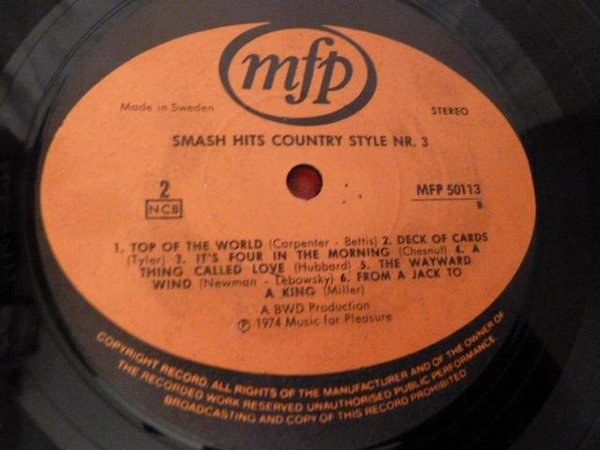 mfp
Made in Sweden
STEREO
SMASH HITS COUNTRY STYLE NR. 3
2
NCB
MFP 50113
B
1. TOP OF THE WORLD (Carpenter - Bettis) 2. DECK OF CARDS
(Tyler) 3. IT'S FOUR IN THE MORNING (Chesnut) 4. A
THING CALLED LOVE (Hubbard) 5. THE WAYWARD
WIND (Newman - Lebowsky) 6. FROM A JACK TO
A KING (Miller)
A BWD Production
℗ 1974 Music for Pleasure
COPYRIGHT RECORD. ALL RIGHTS OF THE MANUFACTURER AND OF THE OWNER OF
THE RECORDED WORK RESERVED UNAUTHORISED PUBLIC PERFORMANCE
BROADCASTING AND COPY OF THIS RECORD PROHIBITED